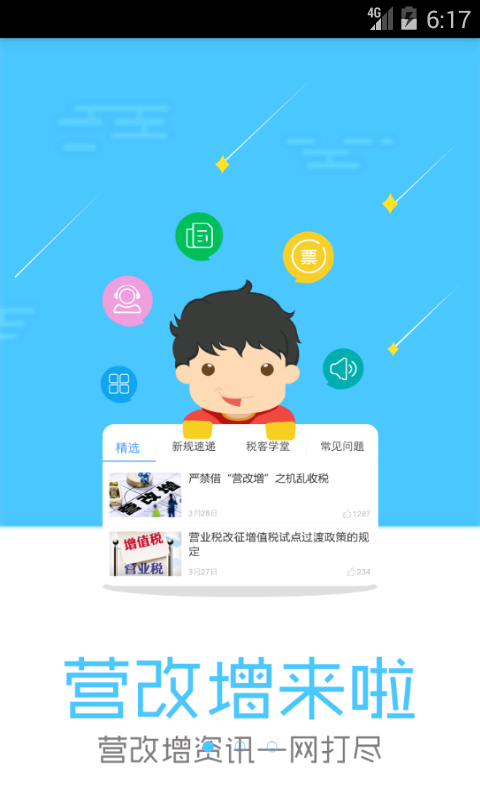 4G 6:17
票
精选 新规速递 税客学堂 常见问题
营改增
严禁借“营改增”之机乱收税
3月28日 1287
增值税
营业税
营业税改征增值税试点过渡政策的规
定
3月27日 234
营改增来啦
营改增资讯一网打尽